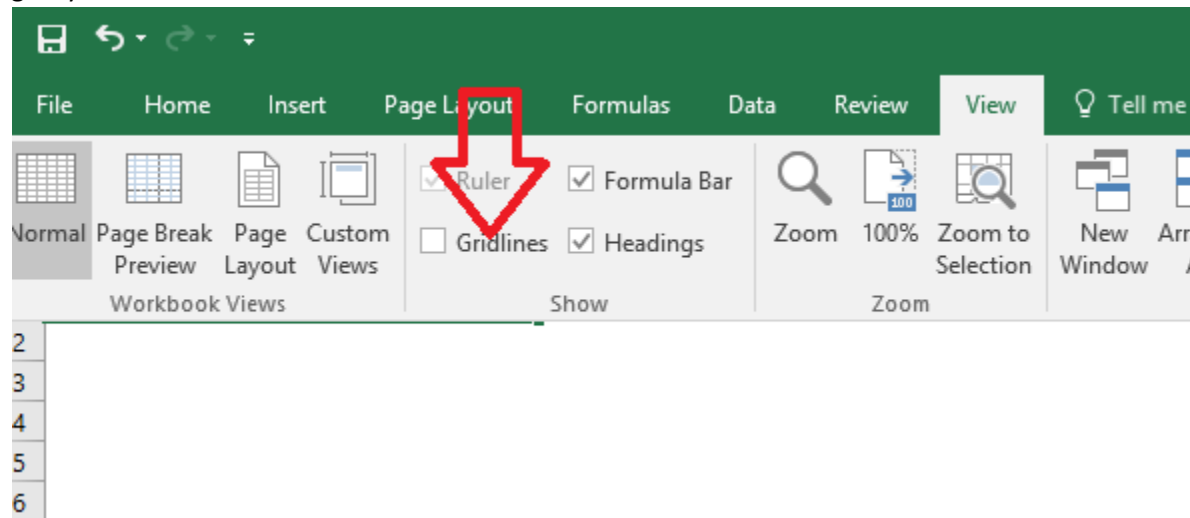 File Home Insert Page Layout Formulas Data Review View Tell me
Ruler Formula Bar
100
Normal Page Break Page Custom Gridlines Headings Zoom 100% Zoom to New
Preview Layout Views Selection Window
Workbook Views Show Zoom
2
3
4
5
6